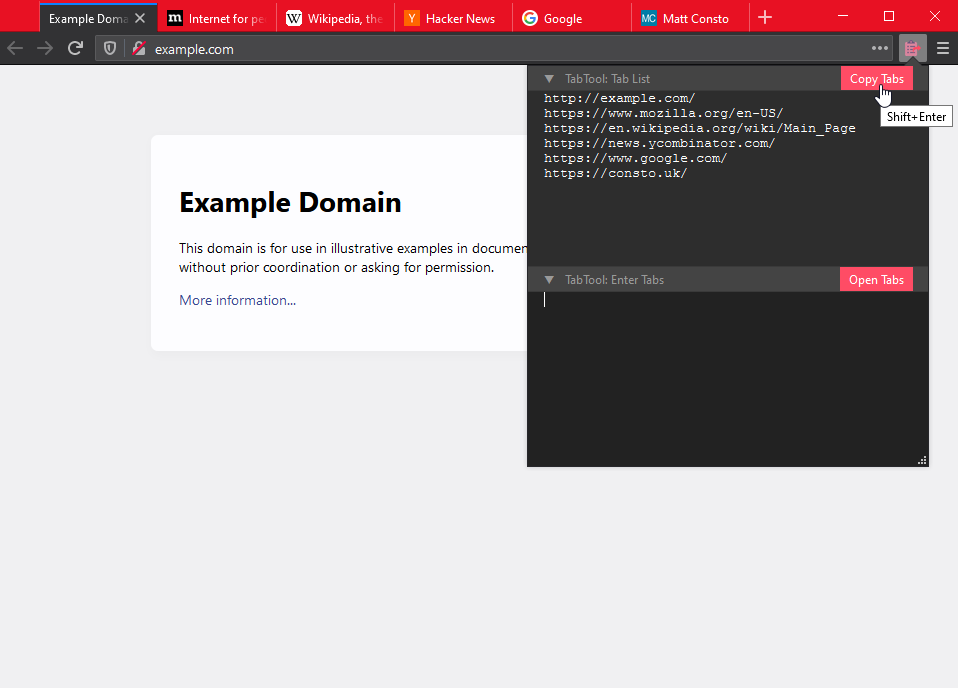 Example Doma
Internet for pe
Wikipedia, the
Hacker News
Google
MC Matt Consto
example.com
TabTool: Tab List
Copy Tabs
http://example.com/
https://www.mozilla.org/en-US/
https://en.wikipedia.org/wiki/Main_Page
https://news.ycombinator.com/
https://www.google.com/
https://consto.uk/
Shift+Enter
TabTool: Enter Tabs
Open Tabs
Example Domain
This domain is for use in illustrative examples in documen
without prior coordination or asking for permission.
More information...